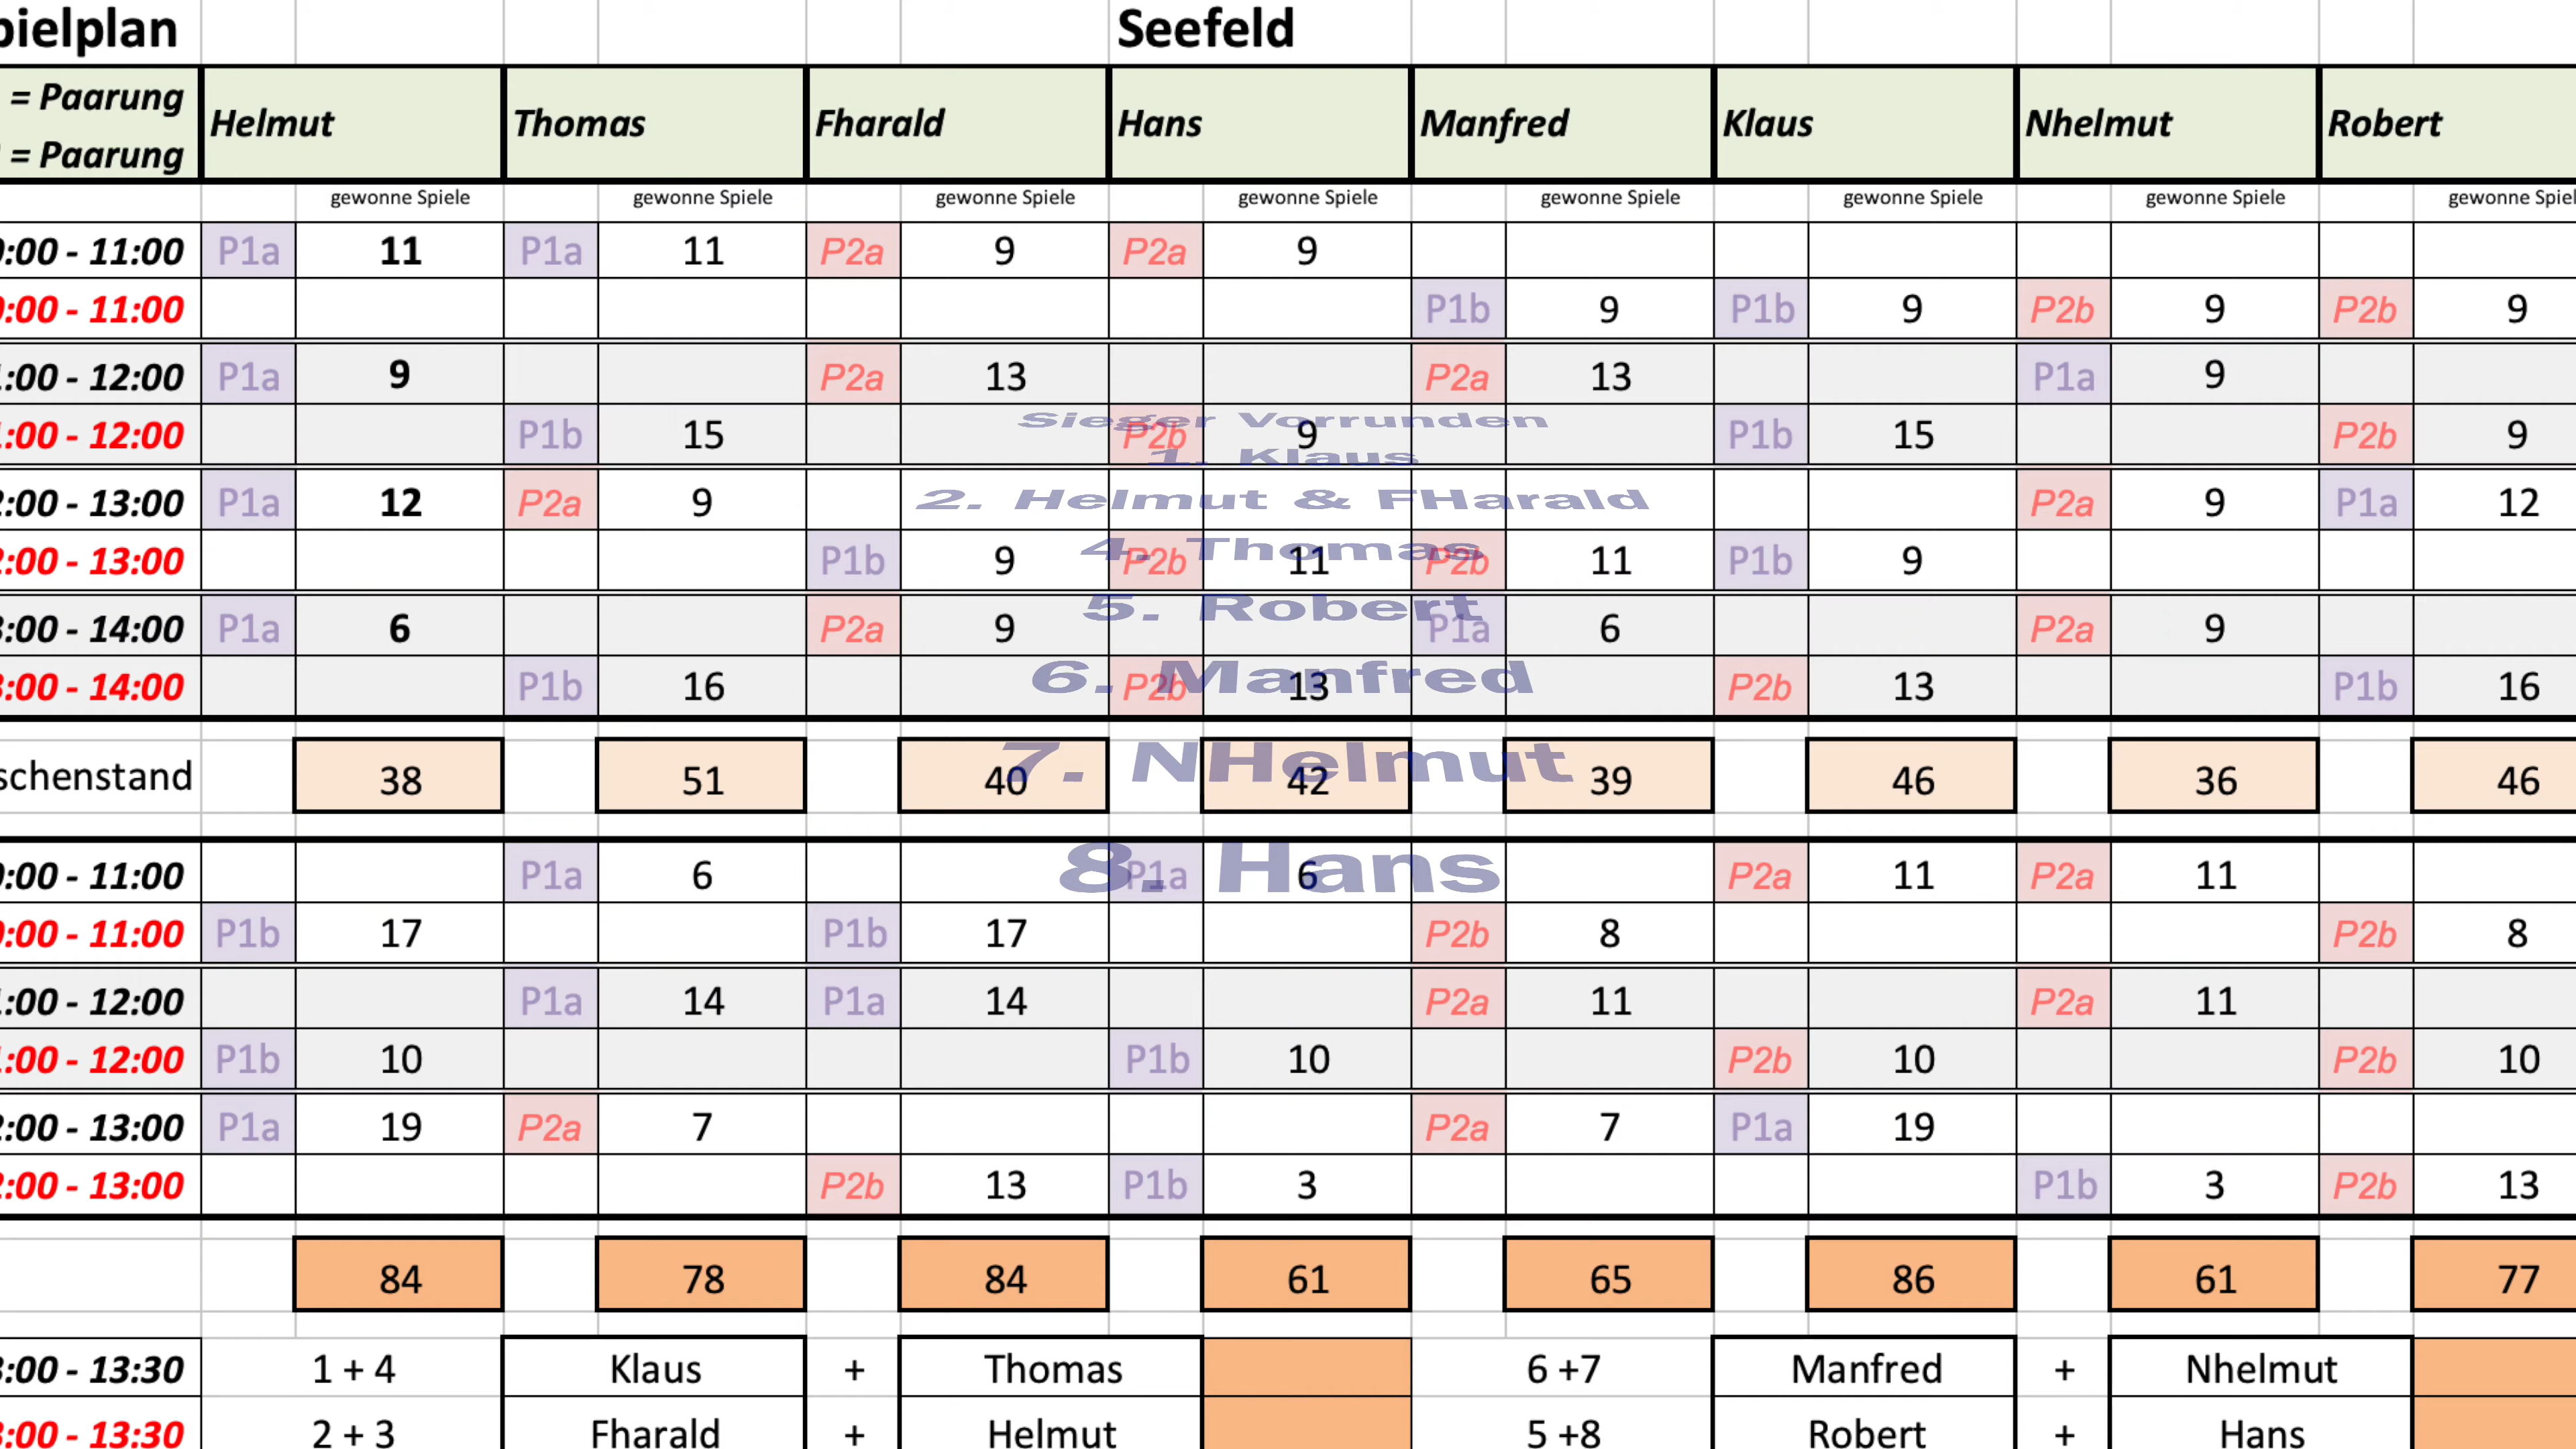 Seefeld
= Paarung
= Paarung
Helmut Thomas Fharald Hans Manfred Klaus Nhelmut Robert
gewonne Spiele gewonne Spiele gewonne Spiele gewonne Spiele gewonne Spiele gewonne Spiele gewonne Spiele gewonne
:00 - 11:00 P1a 11 P1a 11 P2a 9 P2a 9
:00 - 11:00 P1b 9 P1b 9 P2b 9 P2b 9
:00 - 12:00 P1a 9 P2a 13 P2a 13 P1a 9
:00 - 12:00 P1b 15 P2b 9 P1b 15 P2b 9
:00 - 13:00 P1a 12 P2a 9 P2a 9 P1a 12
:00 - 13:00 P1b 9 P2b 11 P2b 11 P1b 9
:00 - 14:00 P1a 6 P2a 9 P1a 6 P2a 9
:00 - 14:00 P1b 16 P2b 13 P2b 13 P1b 16
schenstand 38 51 40 42 39 46 36 46
:00 - 11:00 P1a 6 P1a 6 P2a 11 P2a 11
:00 - 11:00 P1b 17 P1b 17 P2b 8 P2b 8
:00 - 12:00 P1a 14 P1a 14 P2a 11 P2a 11
:00 - 12:00 P1b 10 P1b 10 P2b 10 P2b 10
:00 - 13:00 P1a 19 P2a 7 P2a 7 P1a 19
:00 - 13:00 P2b 13 P1b 3 P1b 3 P2b 13
84 78 84 61 65 86 61 77
:00 - 13:30 1 + 4 Klaus + Thomas 6 +7 Manfred + Nhelmut
:00 - 13:30 2 + 3 Fharald + Helmut 5 +8 Robert + Hans
Sieger Vorrunden
1. Klaus
2. Helmut & FHarald
4. Thomas
5. Robert
6. Manfred
7. NHelmut
8. Hans